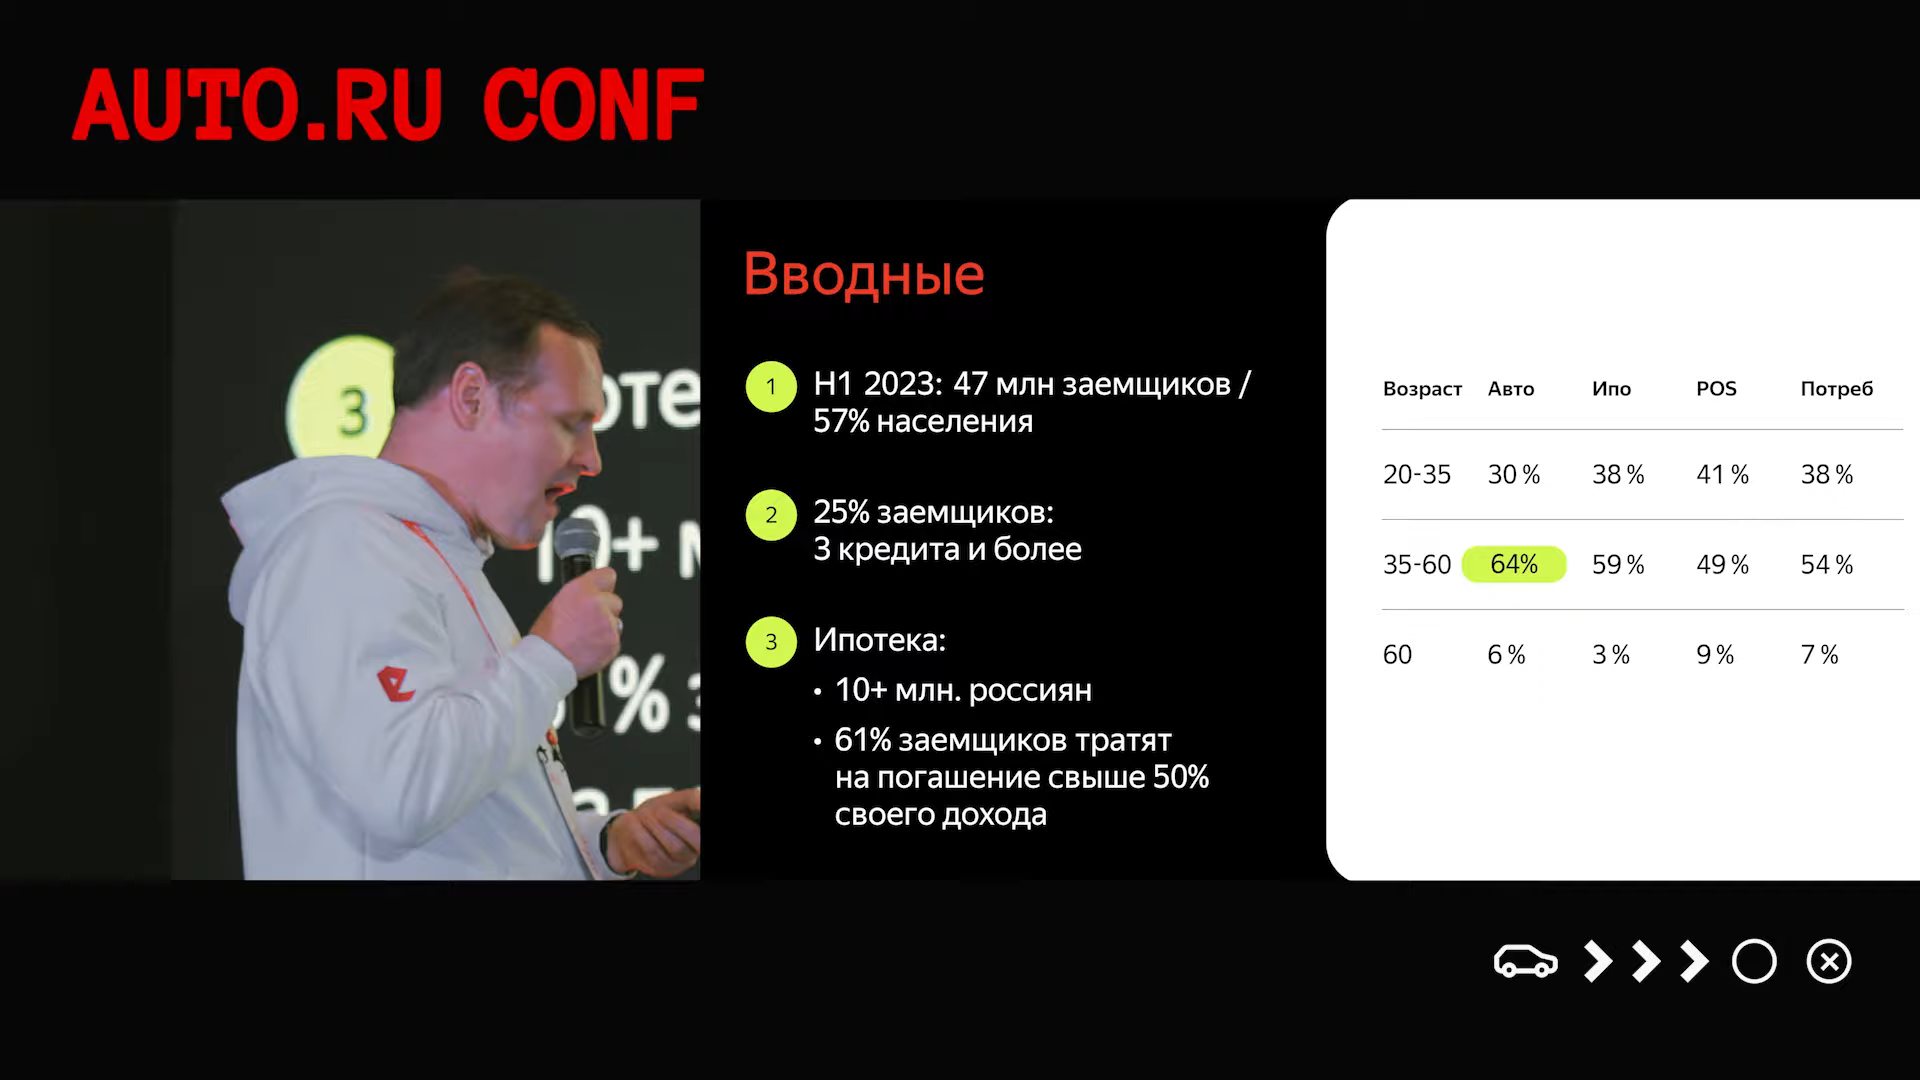 AUTO.RU CONF
3
оте
10+ м
% з
Вводные
1
H1 2023: 47 млн заемщиков /
57% населения
2
25% заемщиков:
3 кредита и более
3
Ипотека:
• 10+ млн. россиян
• 61% заемщиков тратят
на погашение свыше 50%
своего дохода
Возраст Авто Ипо POS Потреб
20-35 30% 38% 41% 38%
35-60 64% 59% 49% 54%
60 6% 3% 9% 7%